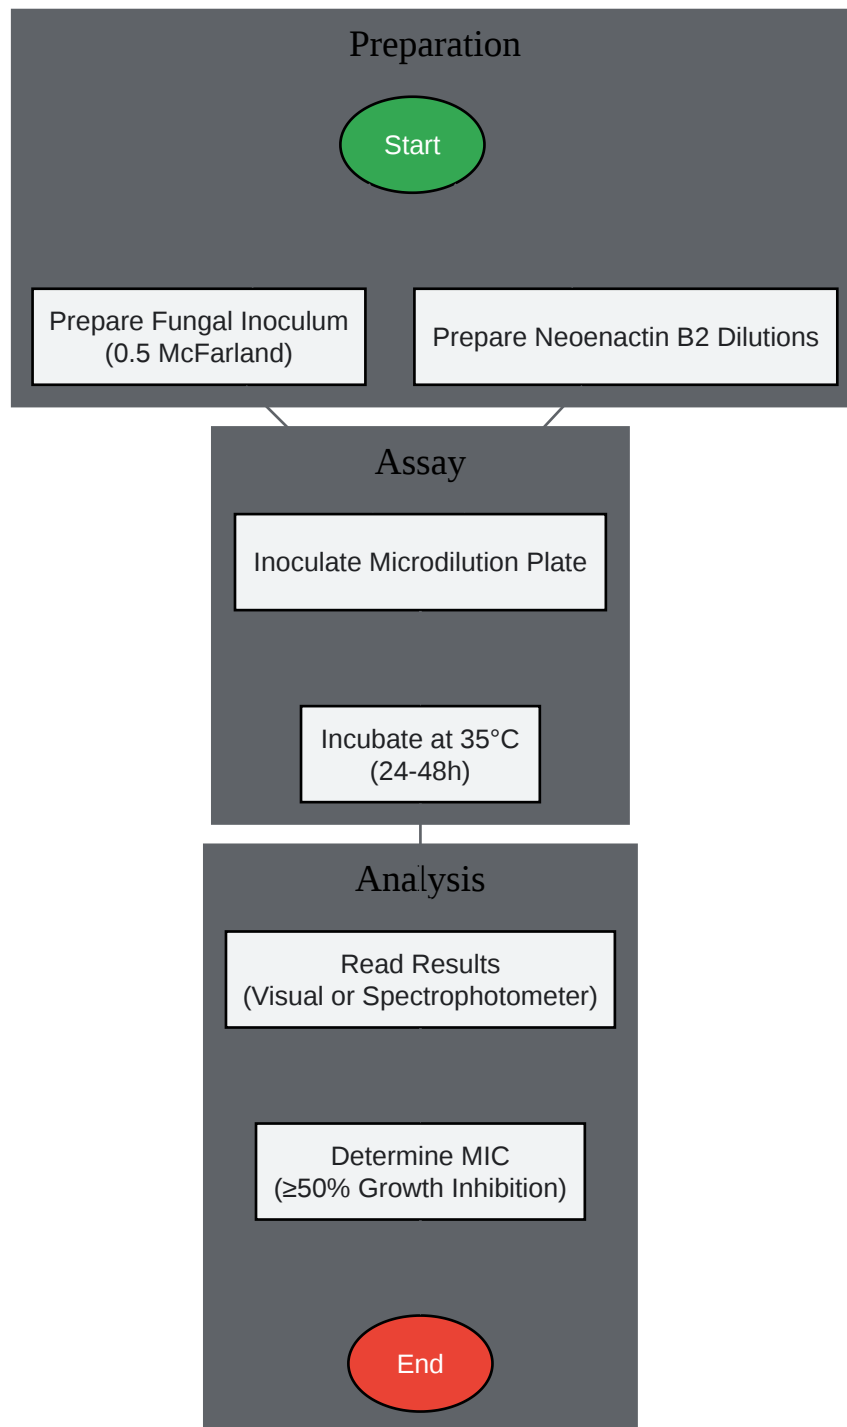 Preparation
Start
Prepare Fungal Inoculum
(0.5 McFarland)
Prepare Neoenactin B2 Dilutions
Assay
Inoculate Microdilution Plate
Incubate at 35°C
(24-48h)
Analysis
Read Results
(Visual or Spectrophotometer)
Determine MIC
(≥50% Growth Inhibition)
End